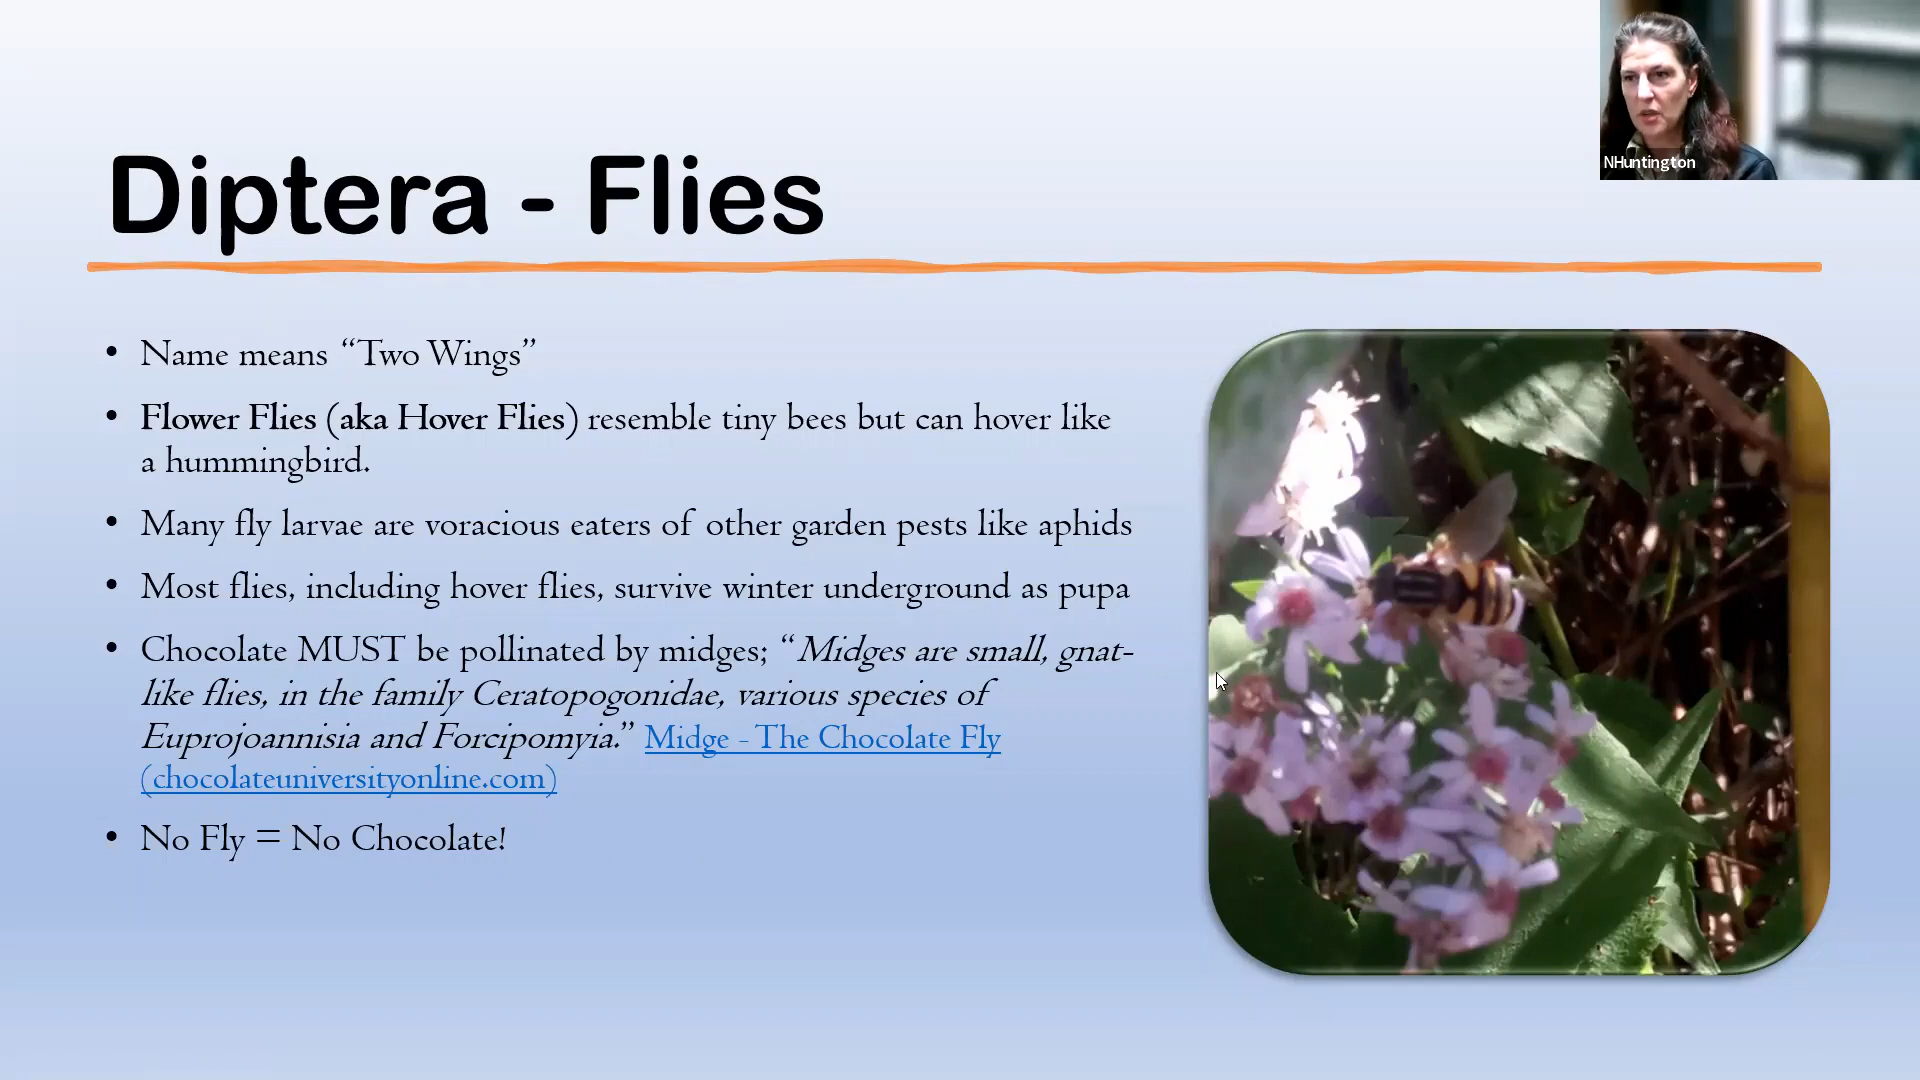 NHuntington
Diptera - Flies
• Name means “Two Wings”
• Flower Flies (aka Hover Flies) resemble tiny bees but can hover like
a hummingbird.
• Many fly larvae are voracious eaters of other garden pests like aphids
• Most flies, including hover flies, survive winter underground as pupa
• Chocolate MUST be pollinated by midges; “Midges are small, gnat-
like flies, in the family Ceratopogonidae, various species of
Euprojoannisia and Forcipomyia.” Midge - The Chocolate Fly
(chocolateuniversityonline.com)
• No Fly = No Chocolate!